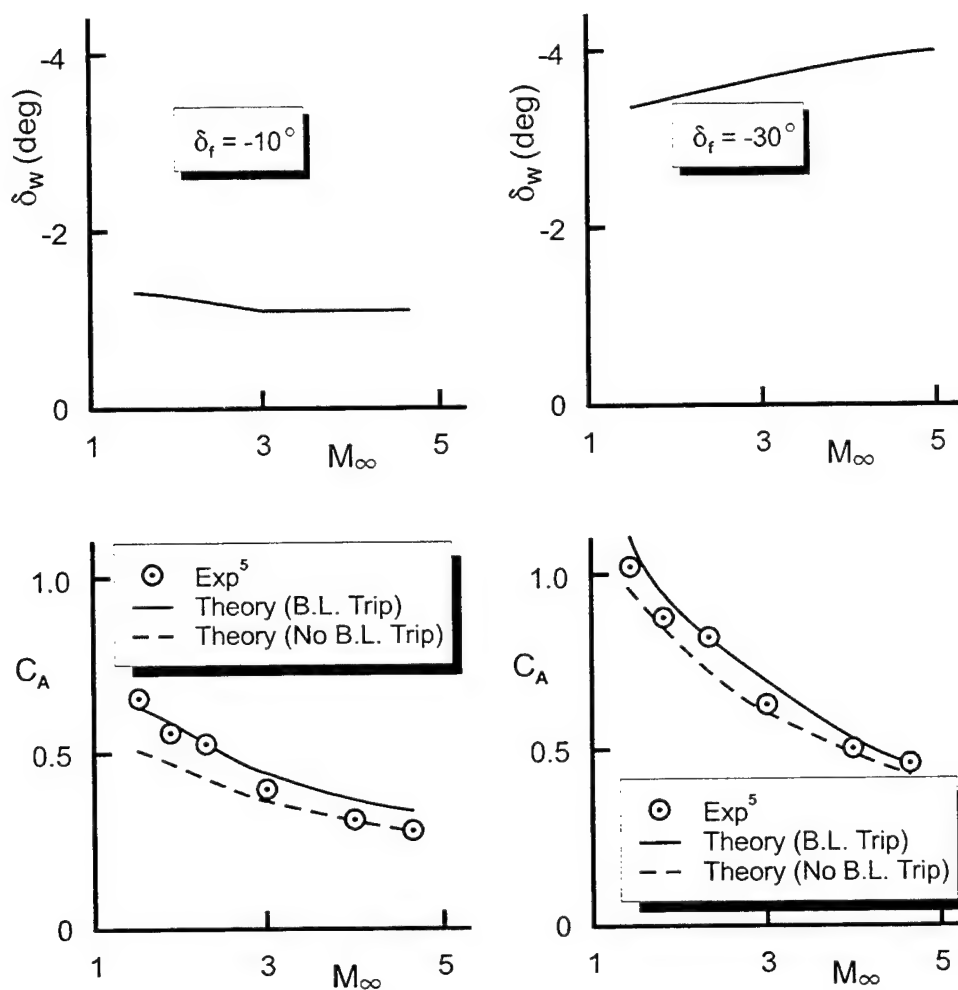 -4
-2
0
δw (deg)
δf = -10°
1
3
5
M∞
-4
-2
0
δw (deg)
δf = -30°
1
3
5
M∞
1.0
0.5
0
CA
Exp5
Theory (B.L. Trip)
Theory (No B.L. Trip)
1
3
5
M∞
1.0
0.5
0
CA
Exp5
Theory (B.L. Trip)
Theory (No B.L. Trip)
1
3
5
M∞